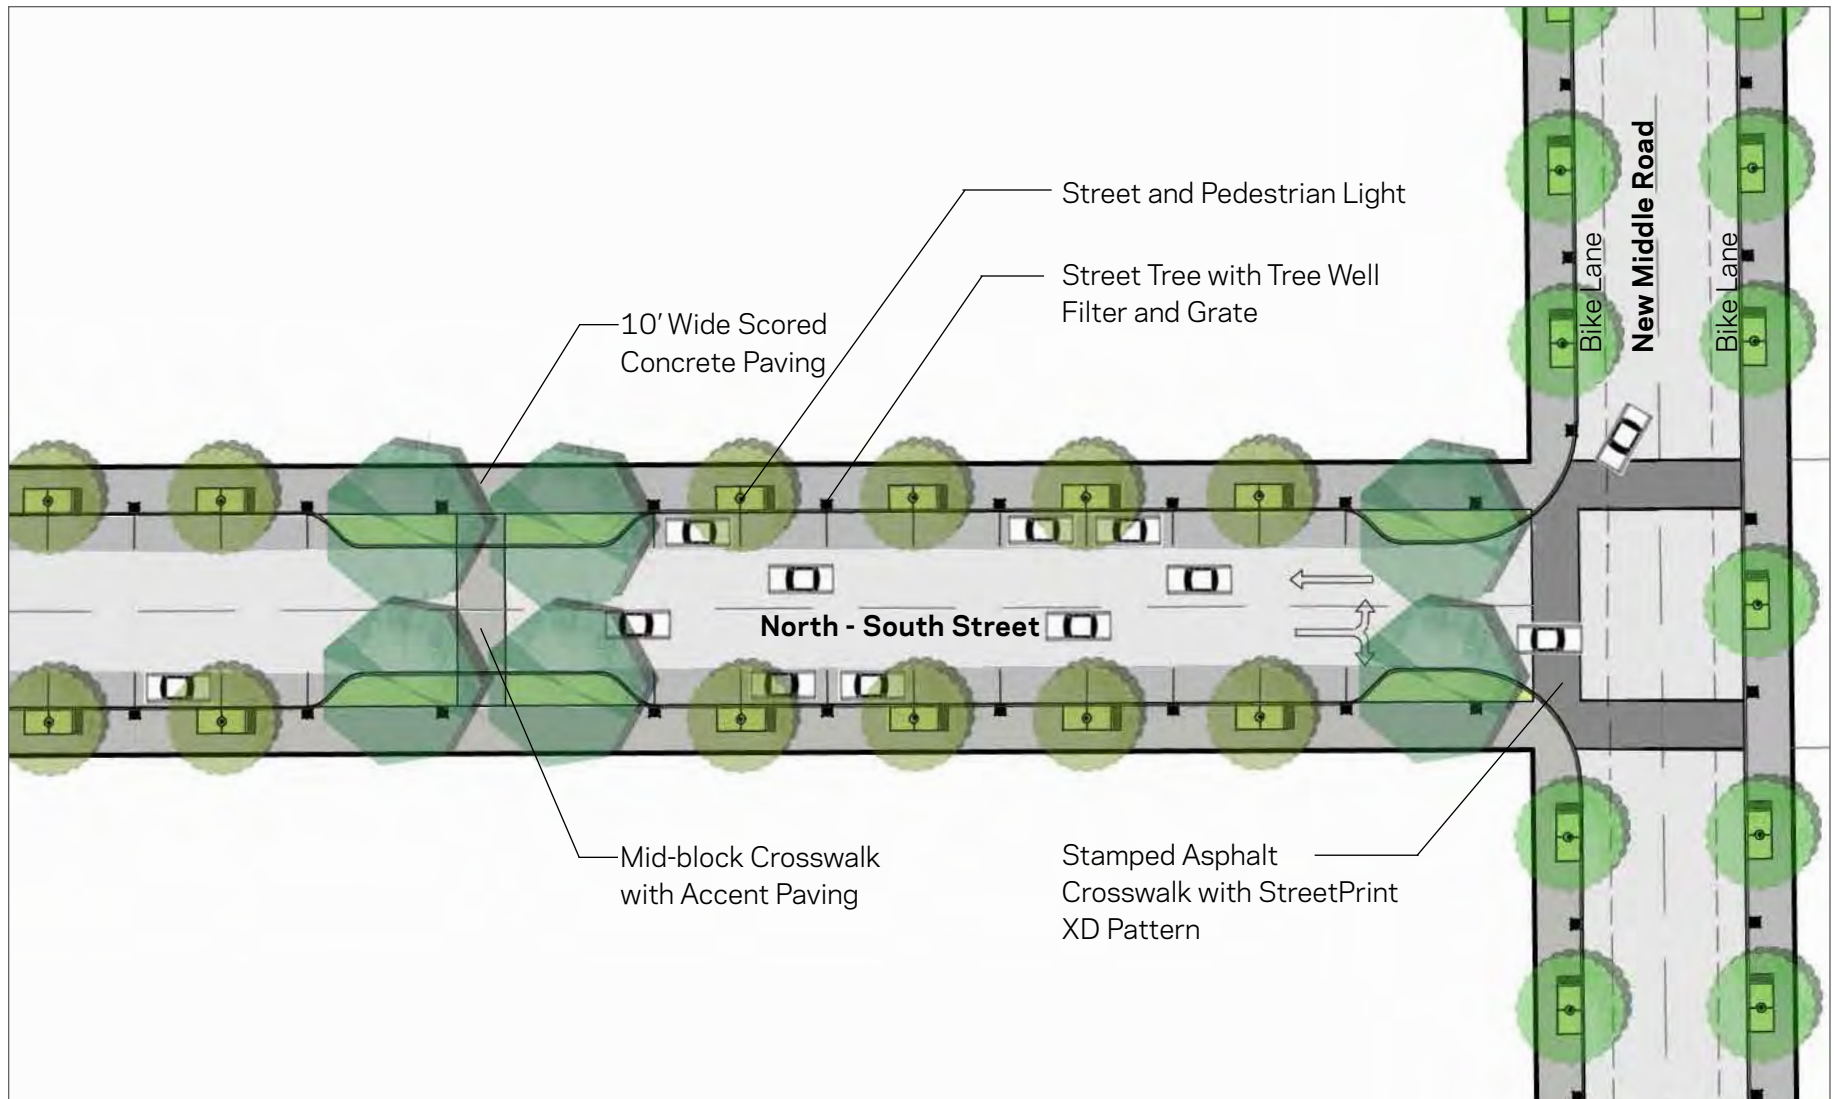 Street and Pedestrian Light
Street Tree with Tree Well
Filter and Grate
10’ Wide Scored
Concrete Paving
Bike Lane
New Middle Road
Bike Lane
North - South Street
Mid-block Crosswalk
with Accent Paving
Stamped Asphalt
Crosswalk with StreetPrint
XD Pattern